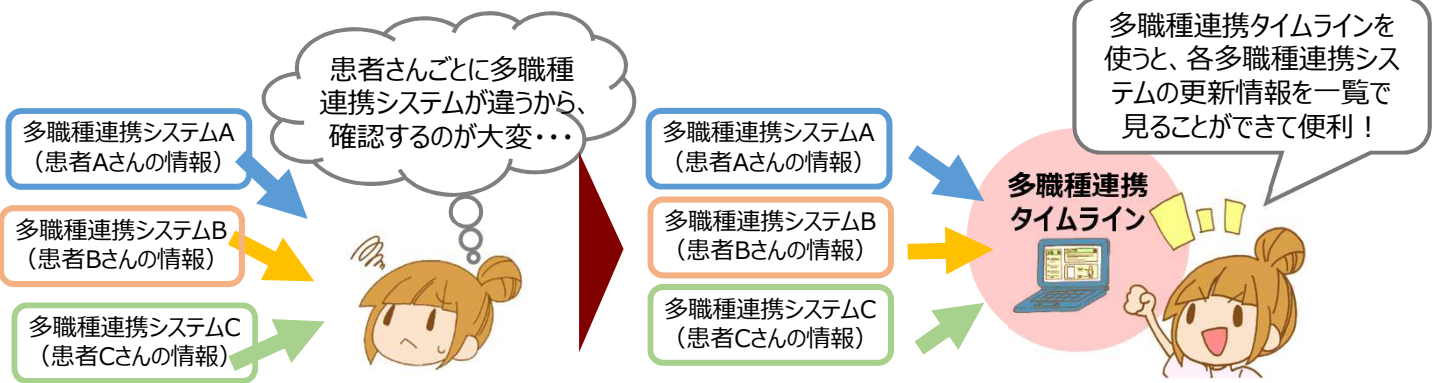 患者さんごとに多職種
連携システムが違うから、
確認するのが大変・・・
多職種連携システムA
（患者Aさんの情報）
多職種連携システムB
（患者Bさんの情報）
多職種連携システムC
（患者Cさんの情報）
多職種連携システムA
（患者Aさんの情報）
多職種連携システムB
（患者Bさんの情報）
多職種連携システムC
（患者Cさんの情報）
多職種連携
タイムライン
多職種連携タイムラインを
使うと、各多職種連携シス
テムの更新情報を一覧で
見ることができて便利！